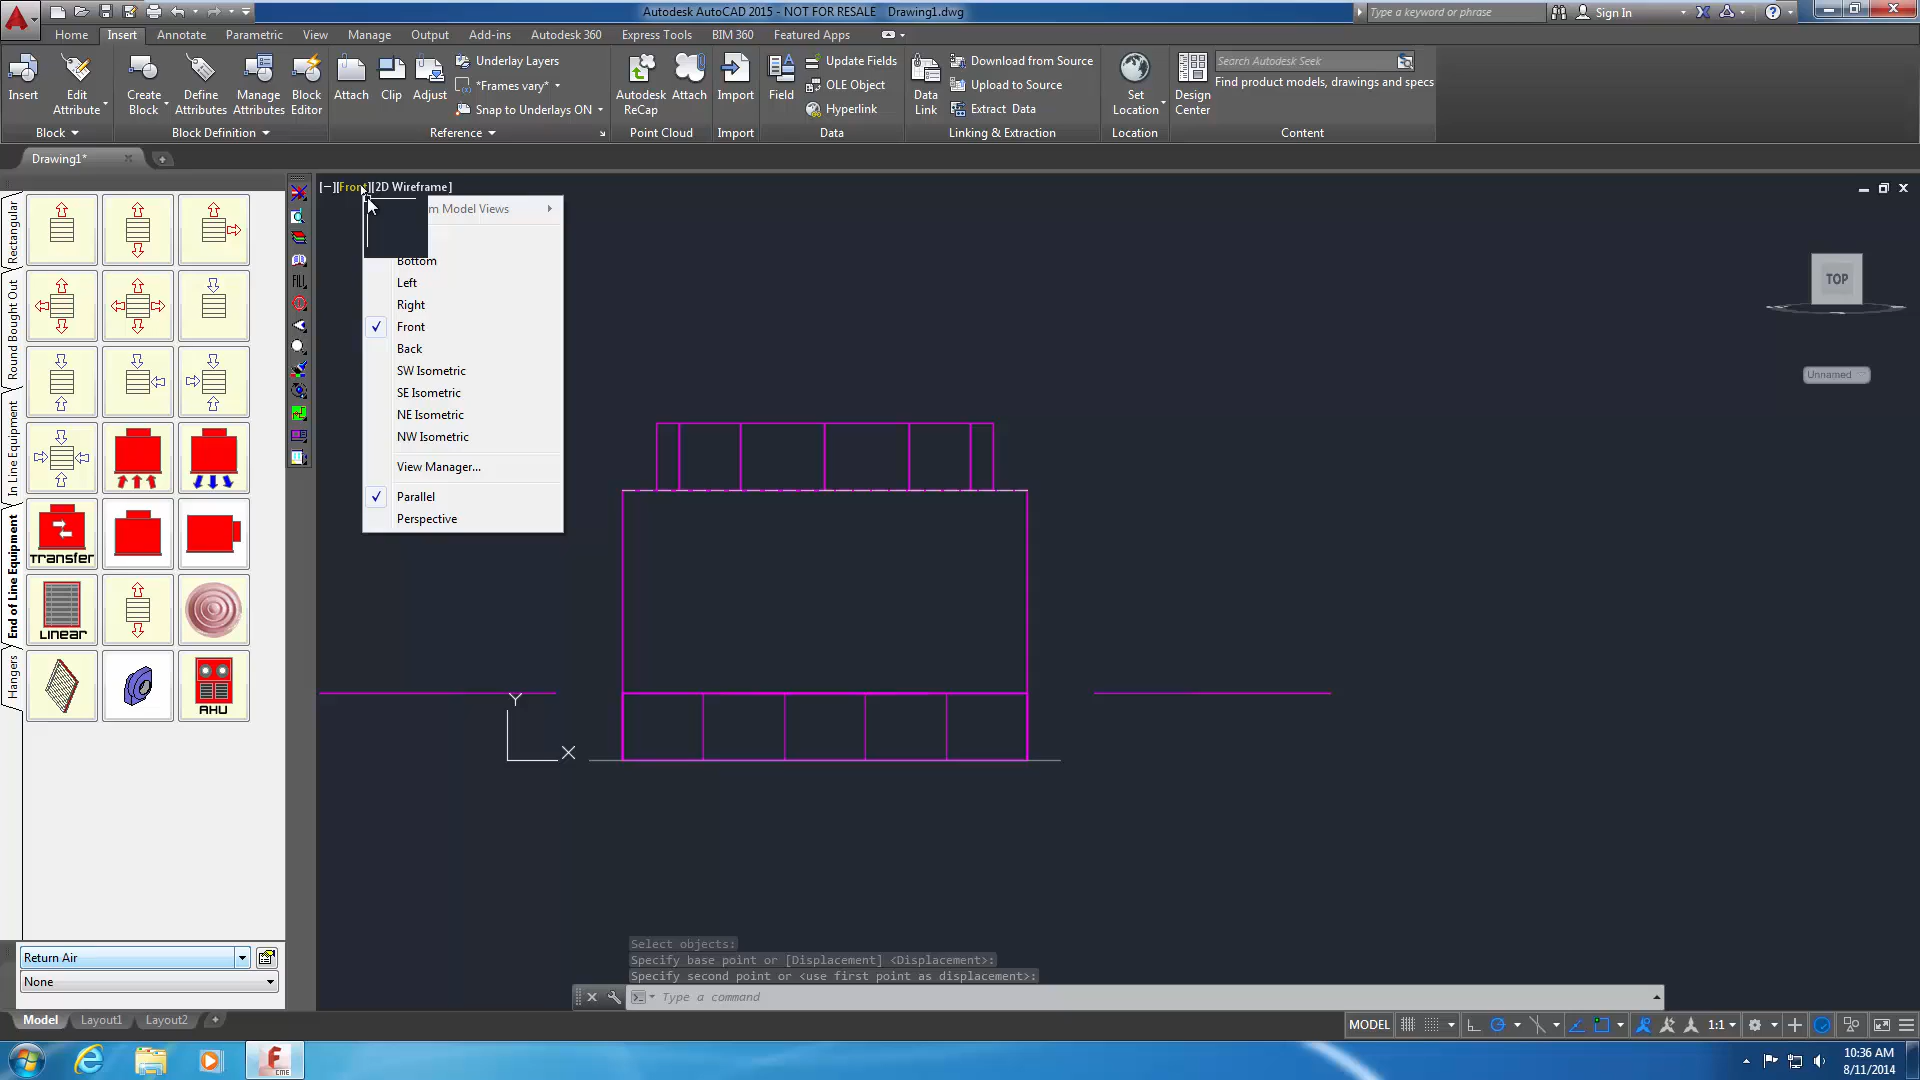 Autodesk AutoCAD 2015 - NOT FOR RESALE Drawing1.dwg
Type a keyword or phrase
Sign In
Home Insert Annotate Parametric View Manage Output Add-ins Autodesk 360 Express Tools BIM 360 Featured Apps
Insert
Edit Attribute
Create Block
Define Attributes
Manage Attributes
Block Editor
Attach
Clip
Adjust
Underlay Layers
*Frames vary*
Snap to Underlays ON
Autodesk ReCap
Attach
Import
Field
Update Fields
OLE Object
Hyperlink
Data Link
Download from Source
Upload to Source
Extract Data
Set Location
Design Center
Search Autodesk Seek
Find product models, drawings and specs
Block
Block Definition
Reference
Point Cloud
Import
Data
Linking & Extraction
Location
Content
Drawing1*
[−][Front][2D Wireframe]
Rectangular
Round Bought Out
In Line Equipment
End of Line Equipment
Hangers
FILL
TRANSFER
LINEAR
AHU
m Model Views
Bottom
Left
Right
Front
Back
SW Isometric
SE Isometric
NE Isometric
NW Isometric
View Manager...
Parallel
Perspective
TOP
Unnamed
Y
X
Return Air
None
Select objects:
Specify base point or [Displacement] <Displacement>:
Specify second point or <use first point as displacement>:
Type a command
Model Layout1 Layout2
MODEL
1:1
F
CME
10:36 AM
8/11/2014